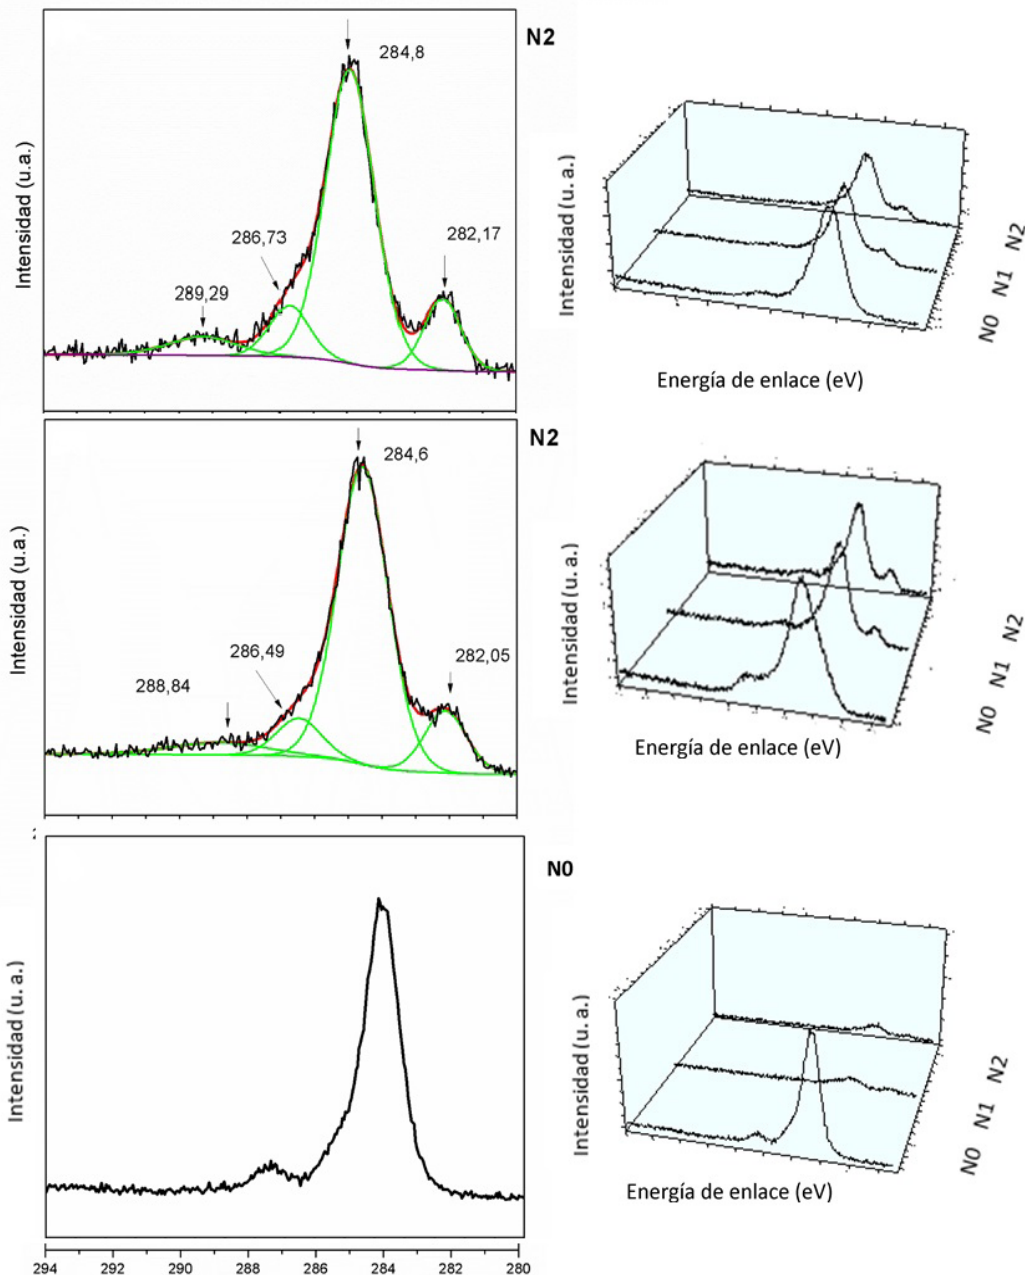 N2
284,8
286,73
282,17
289,29
Intensidad (u.a.)
Intensidad (u. a.)
N0 N1 N2
Energía de enlace (eV)
N2
284,6
286,49
282,05
288,84
Intensidad (u.a.)
Intensidad (u. a.)
N0 N1 N2
Energía de enlace (eV)
N0
Intensidad (u. a.)
Intensidad (u. a.)
N0 N1 N2
Energía de enlace (eV)
294 292 290 288 286 284 282 280